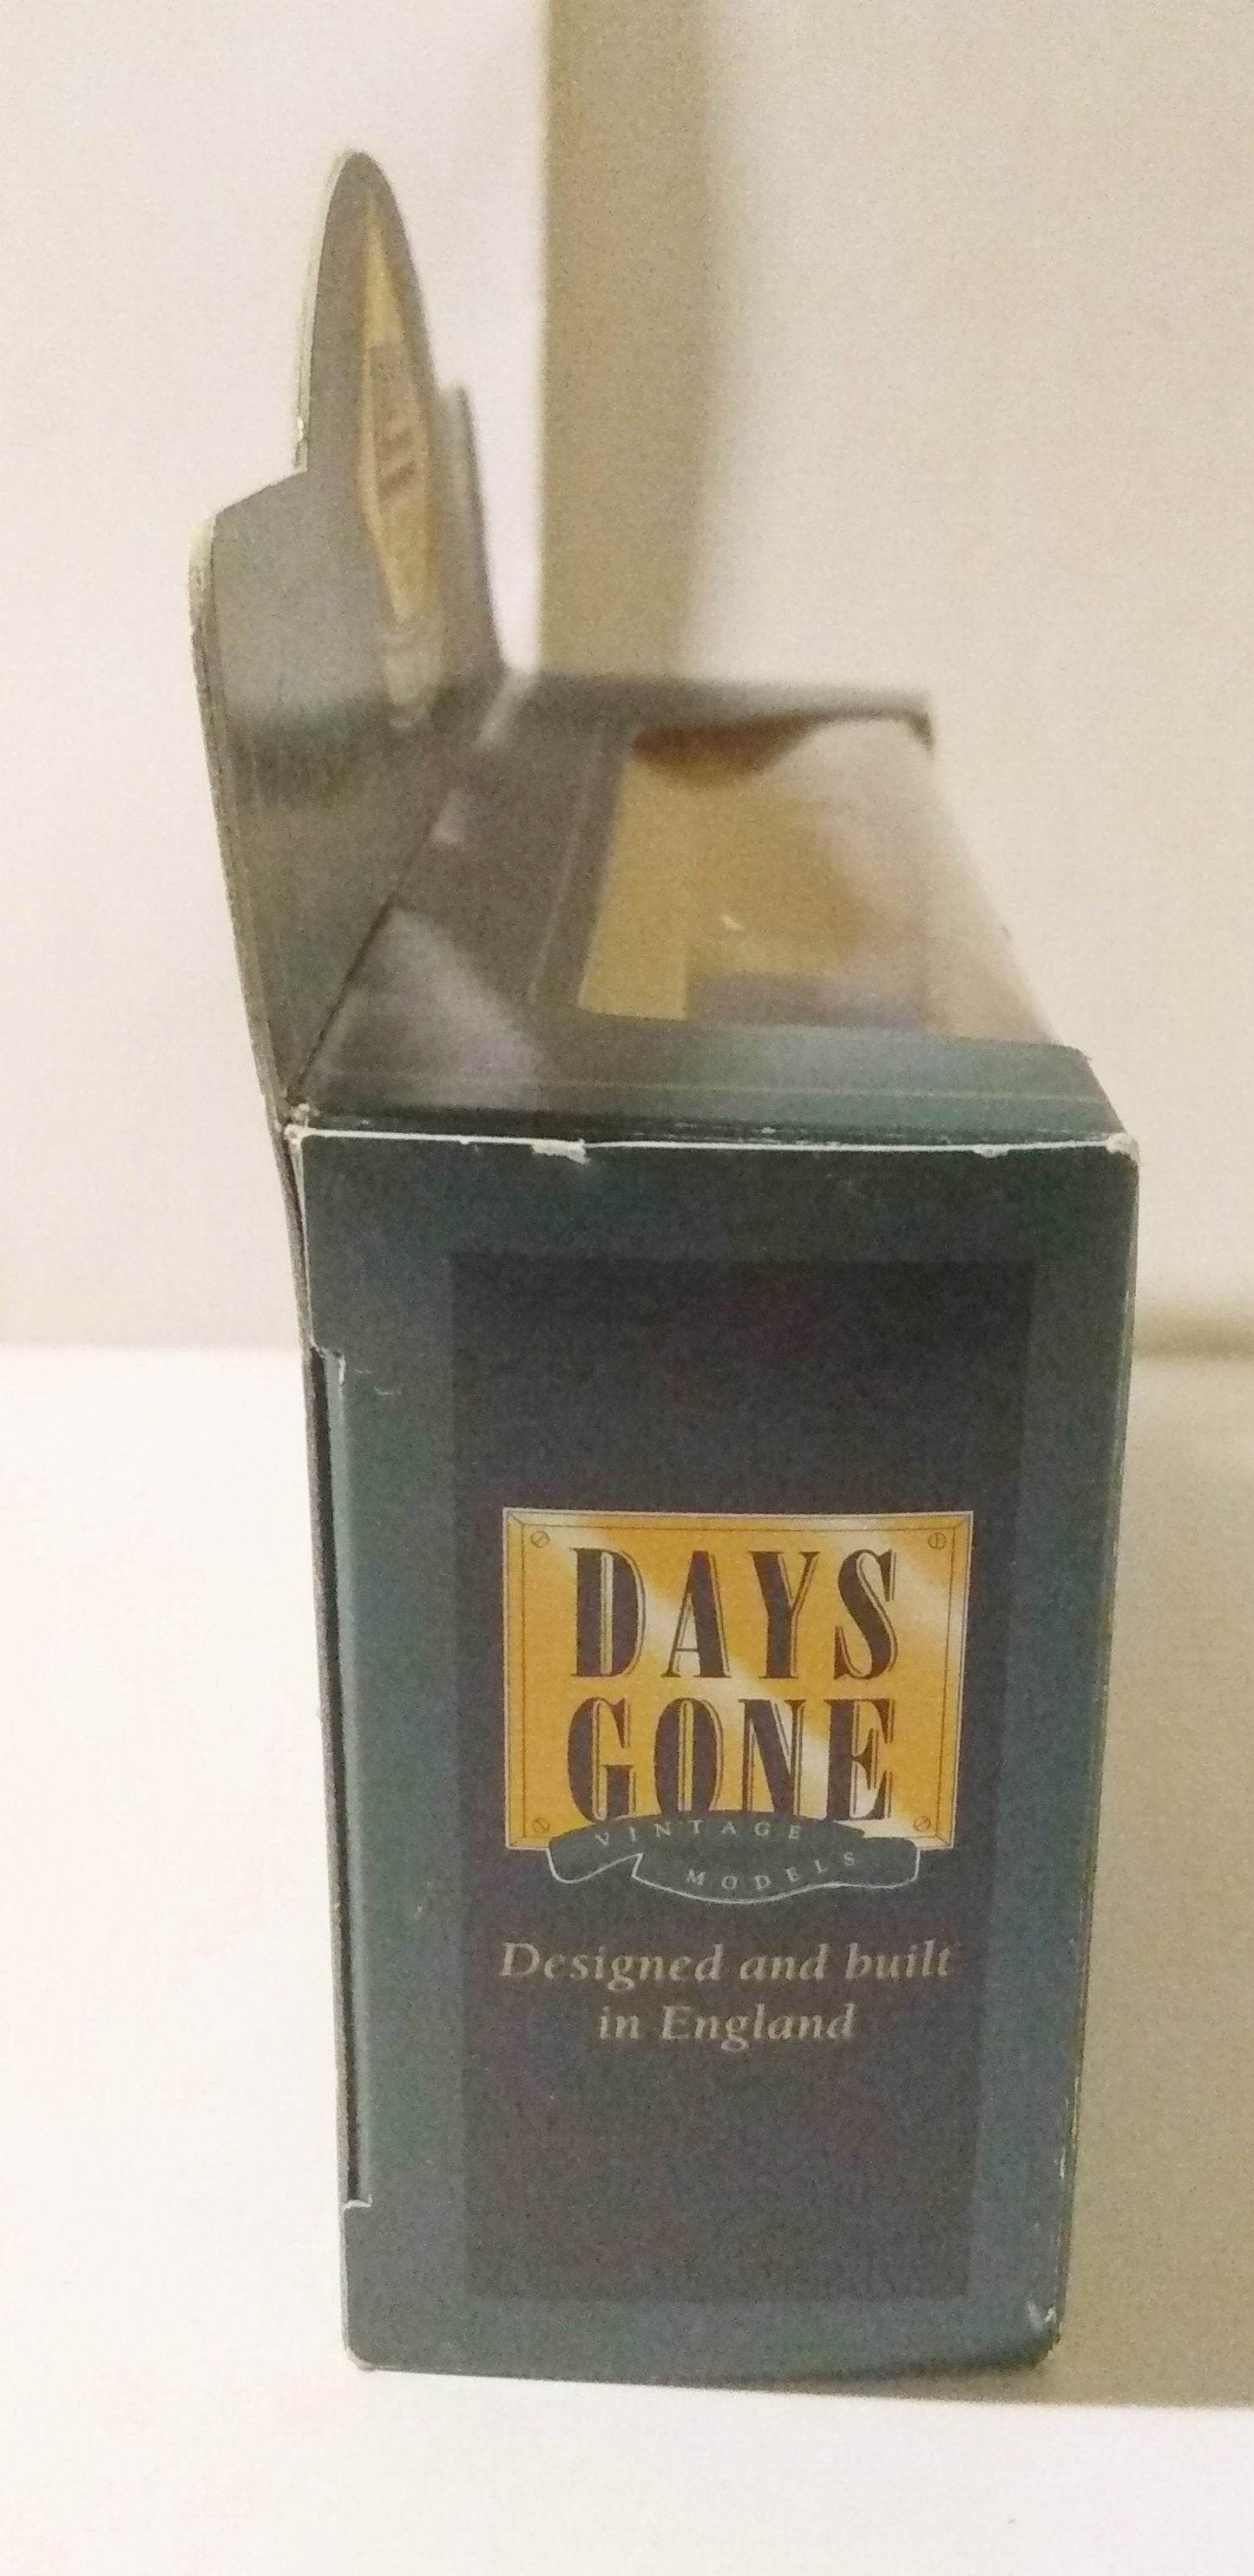 DAYS
GONE
VINTAGE
MODELS
Designed and built
in England